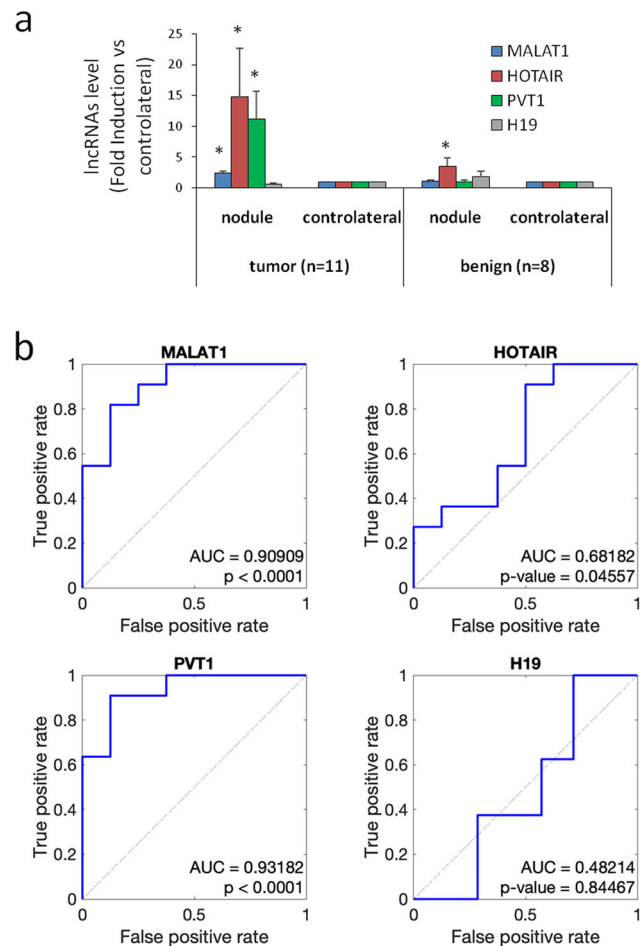 a
lncRNAs level
(Fold Induction vs
controlateral)
25
20
15
10
5
0
*
*
*
*
MALAT1
HOTAIR
PVT1
H19
nodule controlateral nodule controlateral
tumor (n=11) benign (n=8)
b
MALAT1
True positive rate
1
0.8
0.6
0.4
0.2
0
AUC = 0.90909
p < 0.0001
0 0.5 1
False positive rate
HOTAIR
True positive rate
1
0.8
0.6
0.4
0.2
0
AUC = 0.68182
p-value = 0.04557
0 0.5 1
False positive rate
PVT1
True positive rate
1
0.8
0.6
0.4
0.2
0
AUC = 0.93182
p < 0.0001
0 0.5 1
False positive rate
H19
True positive rate
1
0.8
0.6
0.4
0.2
0
AUC = 0.48214
p-value = 0.84467
0 0.5 1
False positive rate